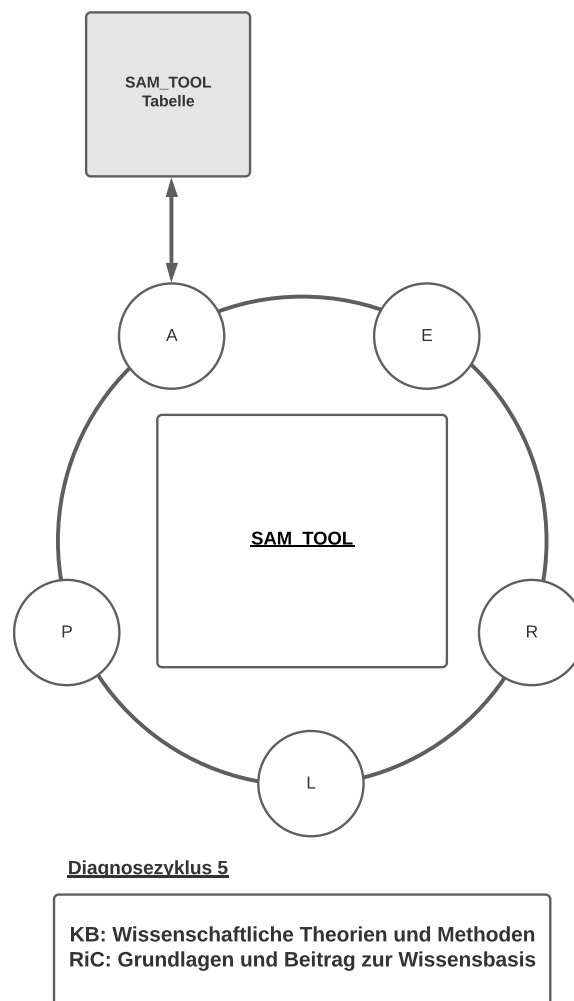 SAM_TOOL
Tabelle
A
E
SAM_TOOL
P
R
L
Diagnosezyklus 5
KB: Wissenschaftliche Theorien und Methoden
RiC: Grundlagen und Beitrag zur Wissensbasis